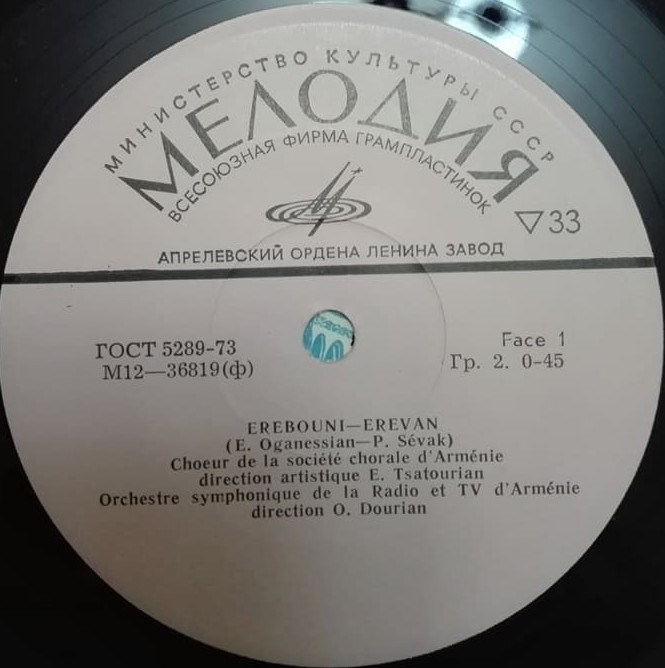 МИНИСТЕРСТВО КУЛЬТУРЫ СССР
МЕЛОДИЯ
ВСЕСОЮЗНАЯ ФИРМА ГРАМПЛАСТИНОК
▽33
АПРЕЛЕВСКИЙ ОРДЕНА ЛЕНИНА ЗАВОД
ГОСТ 5289-73
М12—36819(ф)
Face 1
Гр. 2. 0-45
EREBOUNI—EREVAN
(E. Oganessian—P. Sévak)
Choeur de la société chorale d'Arménie
direction artistique E. Tsatourian
Orchestre symphonique de la Radio et TV d'Arménie
direction O. Dourian